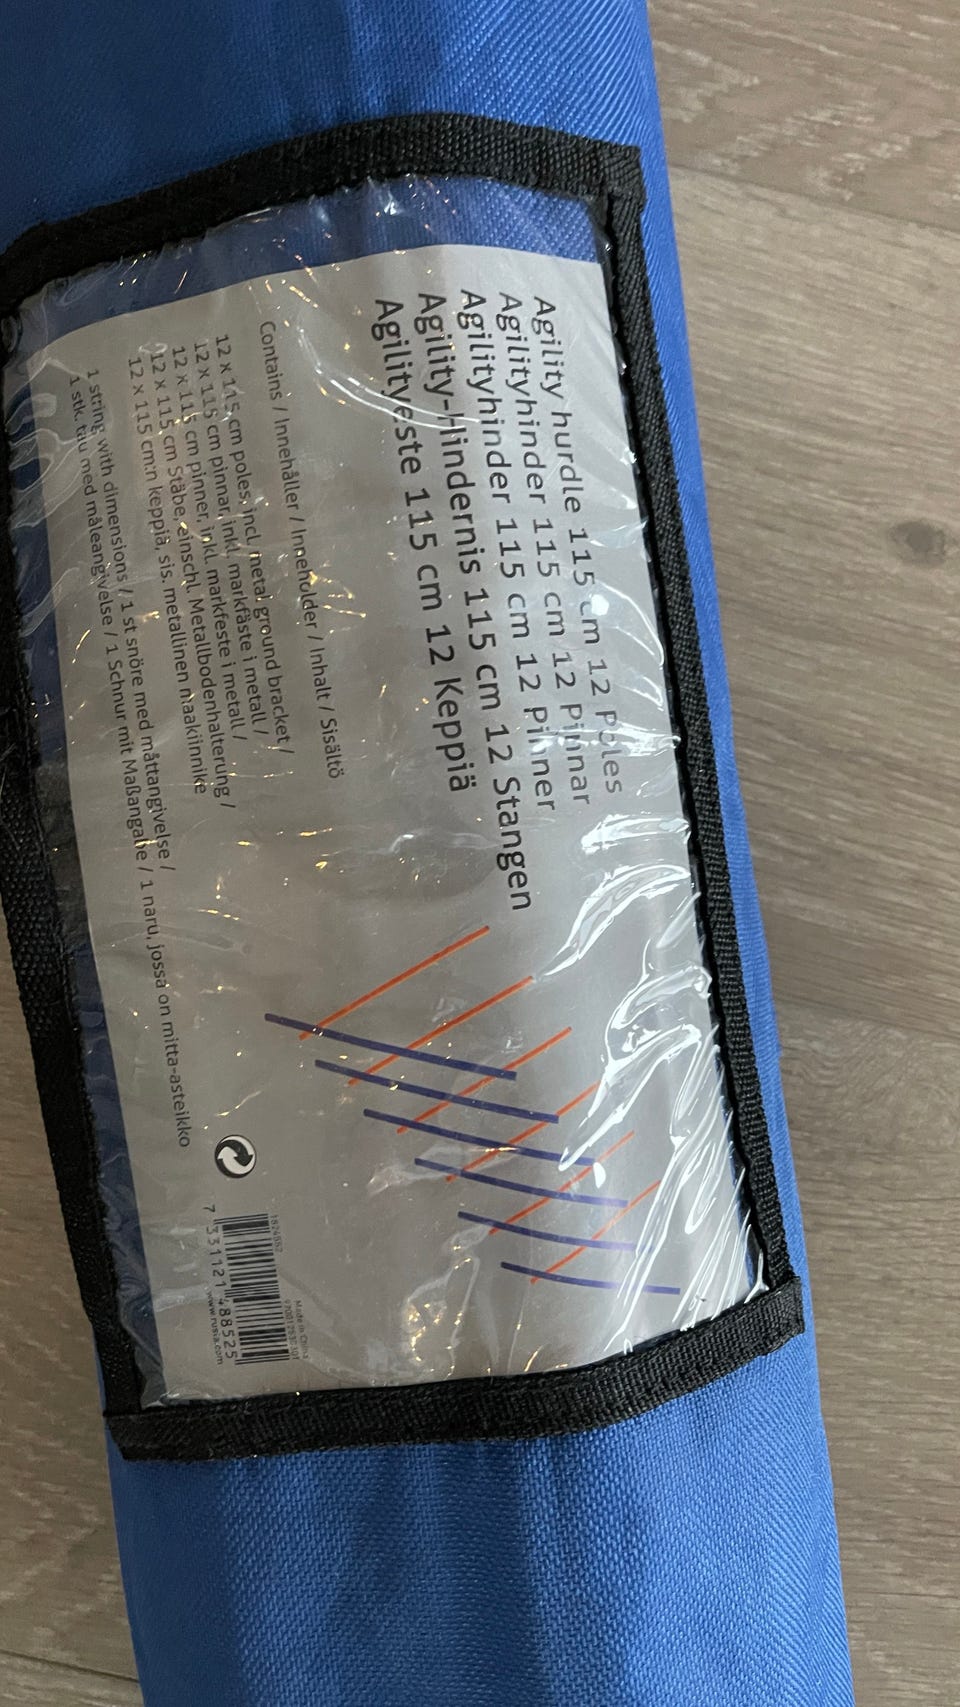 Agility hurdle 115 cm 12 Poles
Agilityhinder 115 cm 12 Pinnar
Agilityhinder 115 cm 12 Pinner
Agility-Hindernis 115 cm 12 Stangen
Agilityeste 115 cm 12 Keppiä
Contains / Innehåller / Inneholder / Inhalt / Sisältö
12 x 115 cm poles, incl. metal ground bracket /
12 x 115 cm pinnar, inkl. markfäste i metall /
12 x 115 cm pinner, inkl. markfeste i metall /
12 x 115 cm Stäbe, einschl. Metallbodenhalterung /
12 x 115 cm:n keppiä, sis. metallinen maakiinnike
1 string with dimensions / 1 st snöre med måttangivelse /
1 stk. tau med måleangivelse / 1 Schnur mit Maßangabe / 1 naru, jossa on mitta-asteikko
Made in China
7 331121 488525
www.rusta.com